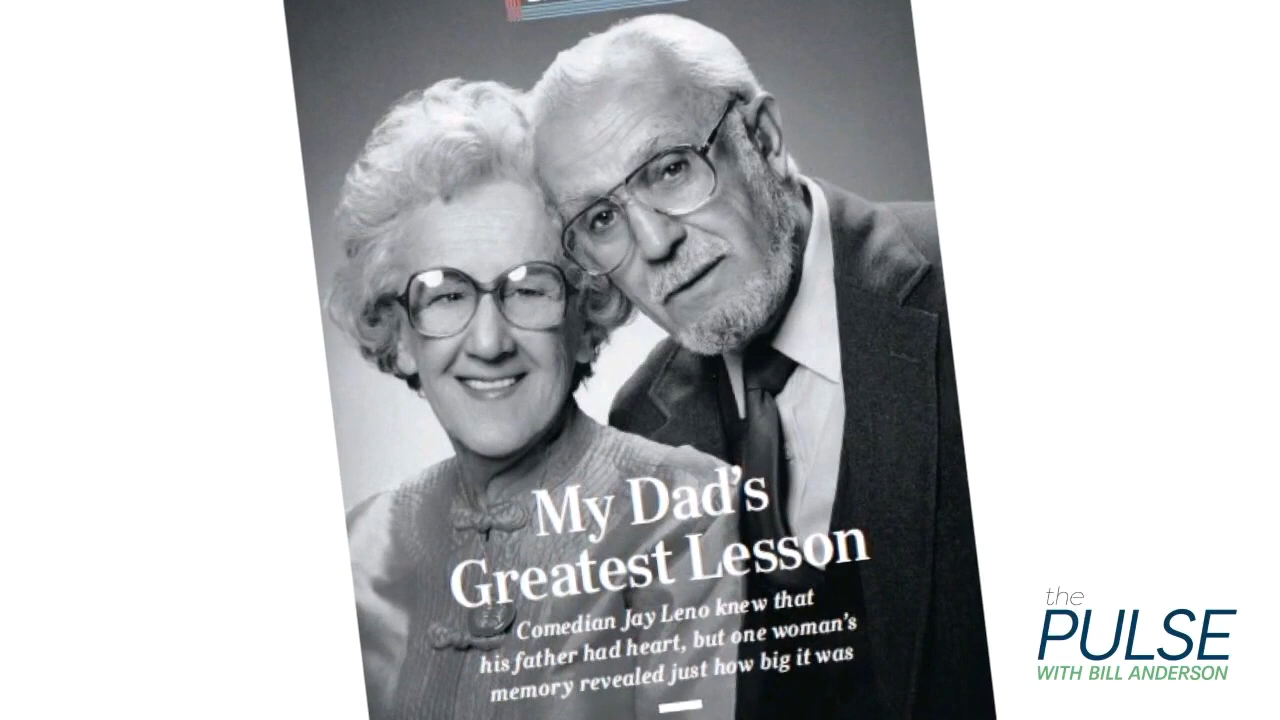 My Dad's
Greatest Lesson
Comedian Jay Leno knew that
his father had heart, but one woman's
memory revealed just how big it was
the
PULSE
WITH BILL ANDERSON